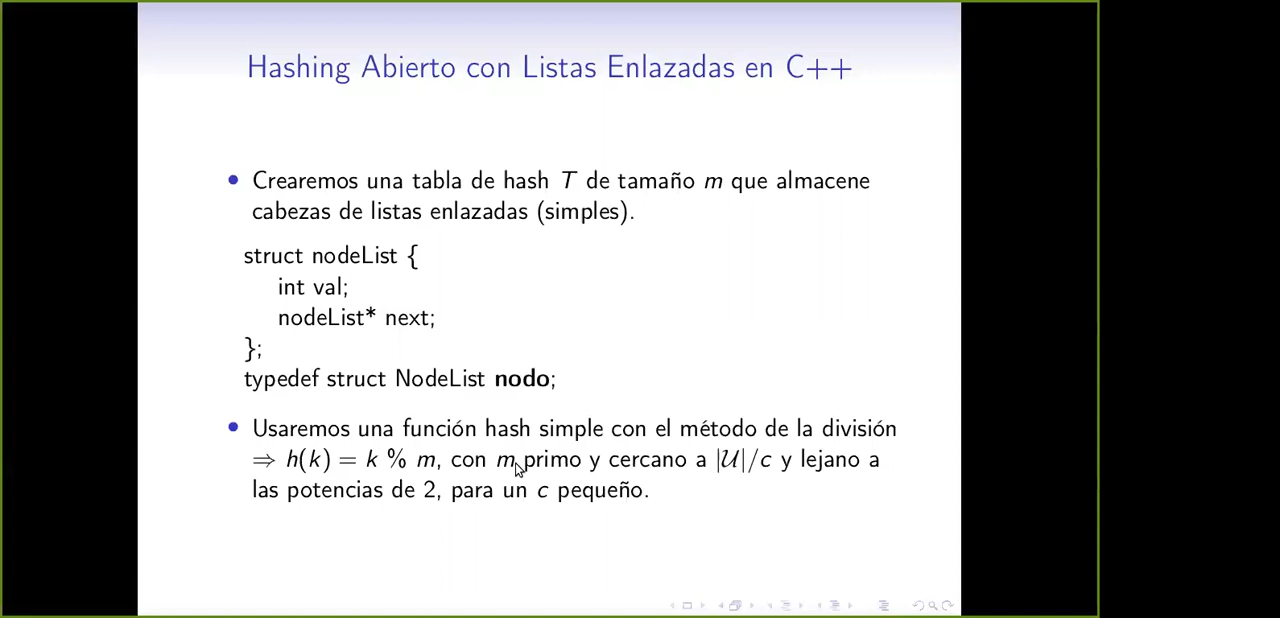 Hashing Abierto con Listas Enlazadas en C++
• Crearemos una tabla de hash T de tamaño m que almacene
cabezas de listas enlazadas (simples).
struct nodeList {
int val;
nodeList* next;
};
typedef struct NodeList nodo;
• Usaremos una función hash simple con el método de la división
⇒ h(k) = k % m, con m primo y cercano a |𝒰|/c y lejano a
las potencias de 2, para un c pequeño.